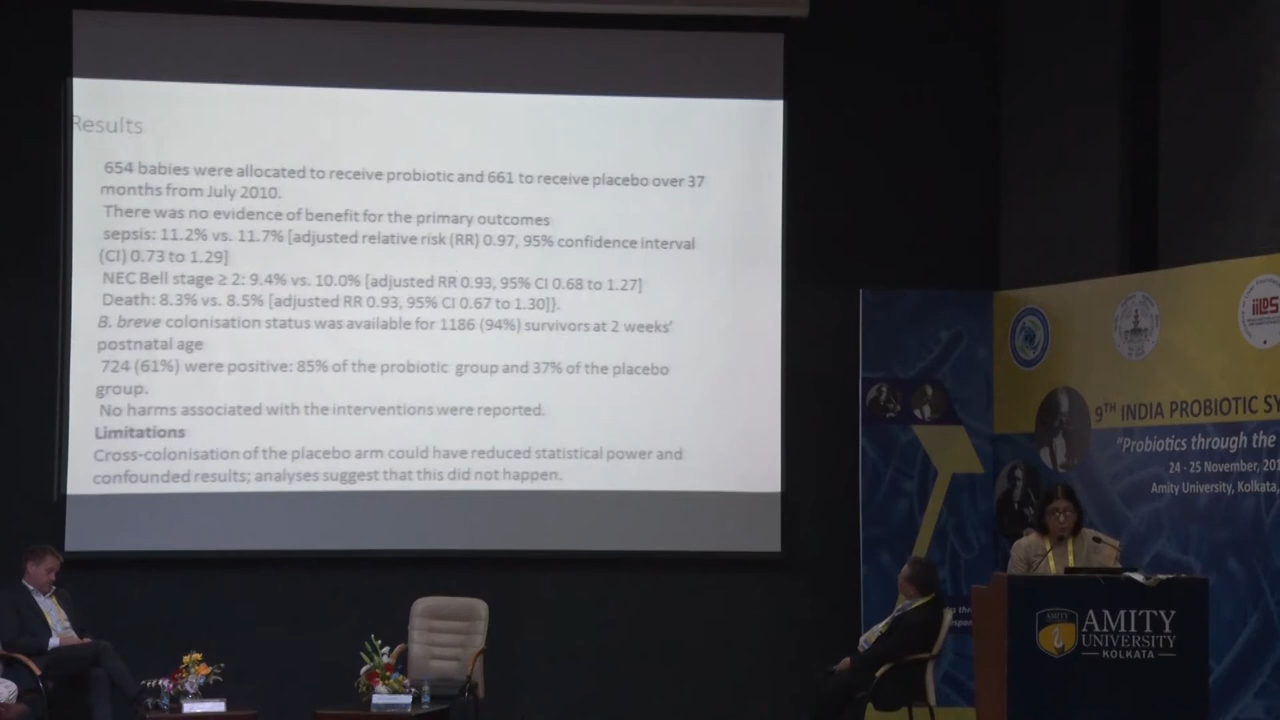 Results
654 babies were allocated to receive probiotic and 661 to receive placebo over 37
months from July 2010.
There was no evidence of benefit for the primary outcomes
sepsis: 11.2% vs. 11.7% [adjusted relative risk (RR) 0.97, 95% confidence interval
(CI) 0.73 to 1.29]
NEC Bell stage ≥ 2: 9.4% vs. 10.0% [adjusted RR 0.93, 95% CI 0.68 to 1.27]
Death: 8.3% vs. 8.5% [adjusted RR 0.93, 95% CI 0.67 to 1.30]}.
B. breve colonisation status was available for 1186 (94%) survivors at 2 weeks'
postnatal age
724 (61%) were positive: 85% of the probiotic group and 37% of the placebo
group.
No harms associated with the interventions were reported.
Limitations
Cross-colonisation of the placebo arm could have reduced statistical power and
confounded results; analyses suggest that this did not happen.
iiLDS
9TH INDIA PROBIOTIC SY
"Probiotics through the
24 - 25 November, 201
Amity University, Kolkata,
AMITY
AMITY
UNIVERSITY
KOLKATA